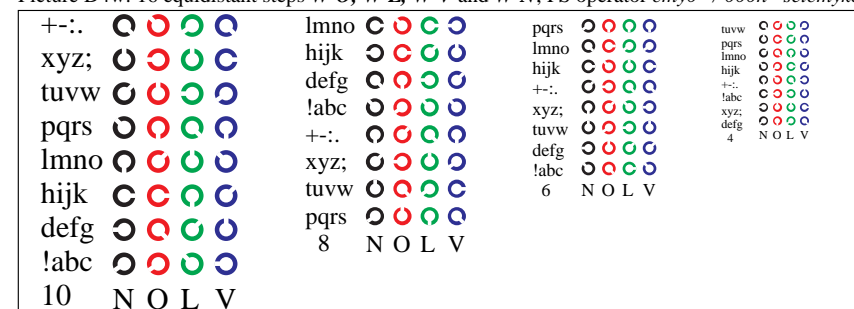 +-:.
xyz;
tuvw
pqrs
lmno
hijk
defg
!abc
10 N O L V
lmno
hijk
defg
!abc
+-:.
xyz;
tuvw
pqrs
8 N O L V
pqrs
lmno
hijk
+-:.
xyz;
tuvw
defg
!abc
6 N O L V
tuvw
pqrs
lmno
hijk
+-:.
!abc
xyz;
defg
4 N O L V